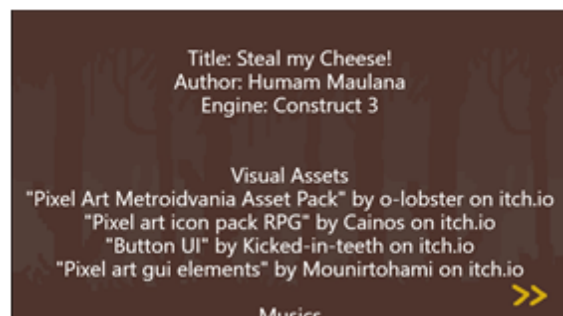 Title: Steal my Cheese!
Author: Humam Maulana
Engine: Construct 3
Visual Assets
"Pixel Art Metroidvania Asset Pack" by o-lobster on itch.io
"Pixel art icon pack RPG" by Cainos on itch.io
"Button UI" by Kicked-in-teeth on itch.io
"Pixel art gui elements" by Mounirtohami on itch.io
>>
Musics